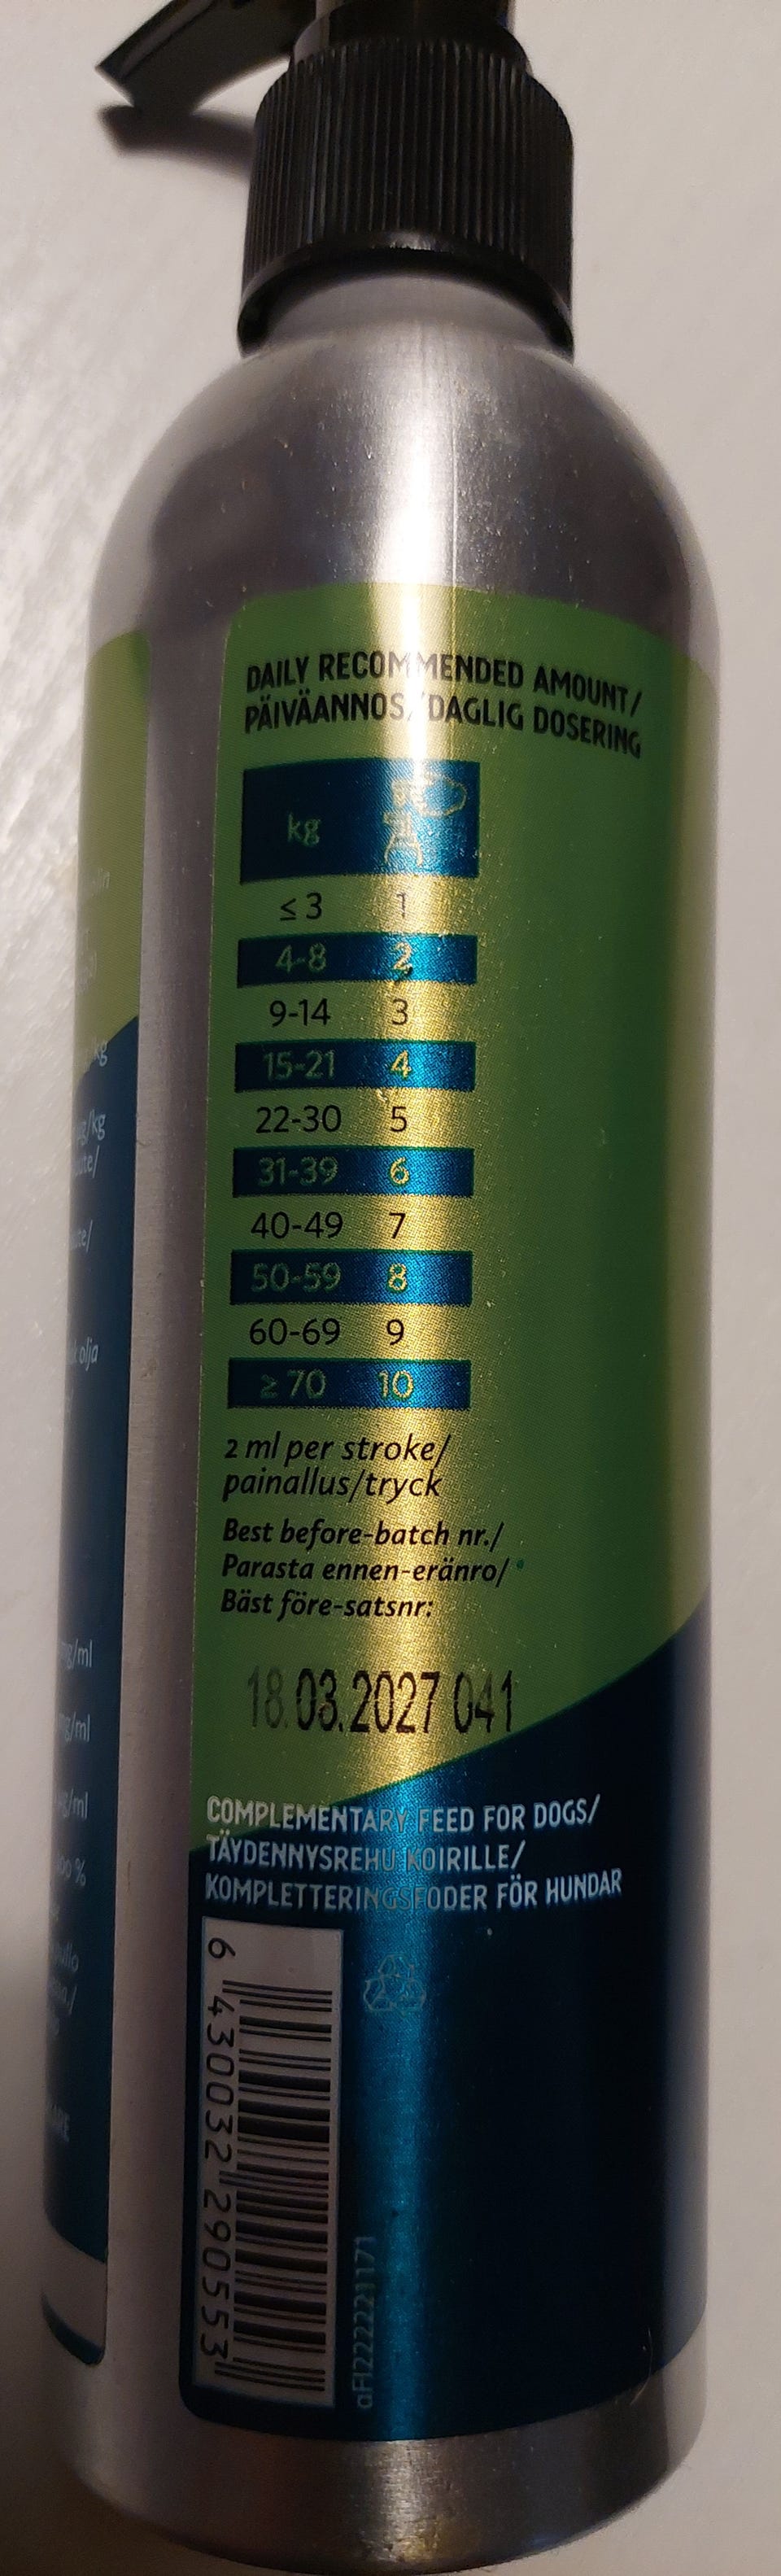 DAILY RECOMMENDED AMOUNT/
PÄIVÄANNOS/DAGLIG DOSERING
kg
≤ 3 1
4-8 2
9-14 3
15-21 4
22-30 5
31-39 6
40-49 7
50-59 8
60-69 9
≥ 70 10
2 ml per stroke/
painallus/tryck
Best before-batch nr./
Parasta ennen-eränro/
Bäst före-satsnr:
18.03.2027 041
COMPLEMENTARY FEED FOR DOGS/
TÄYDENNYSREHU KOIRILLE/
KOMPLETTERINGSFODER FÖR HUNDAR
6 430032 290553
aFI222221171
olja